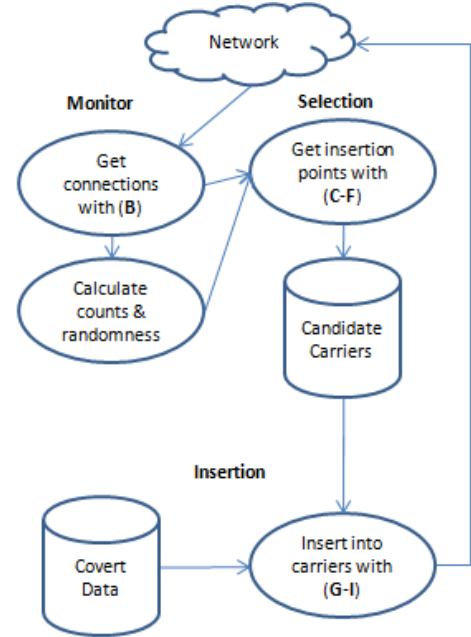 Network
Monitor
Selection
Get
connections
with (B)
Get insertion
points with
(C-F)
Calculate
counts &
randomness
Candidate
Carriers
Insertion
Covert
Data
Insert into
carriers with
(G-I)